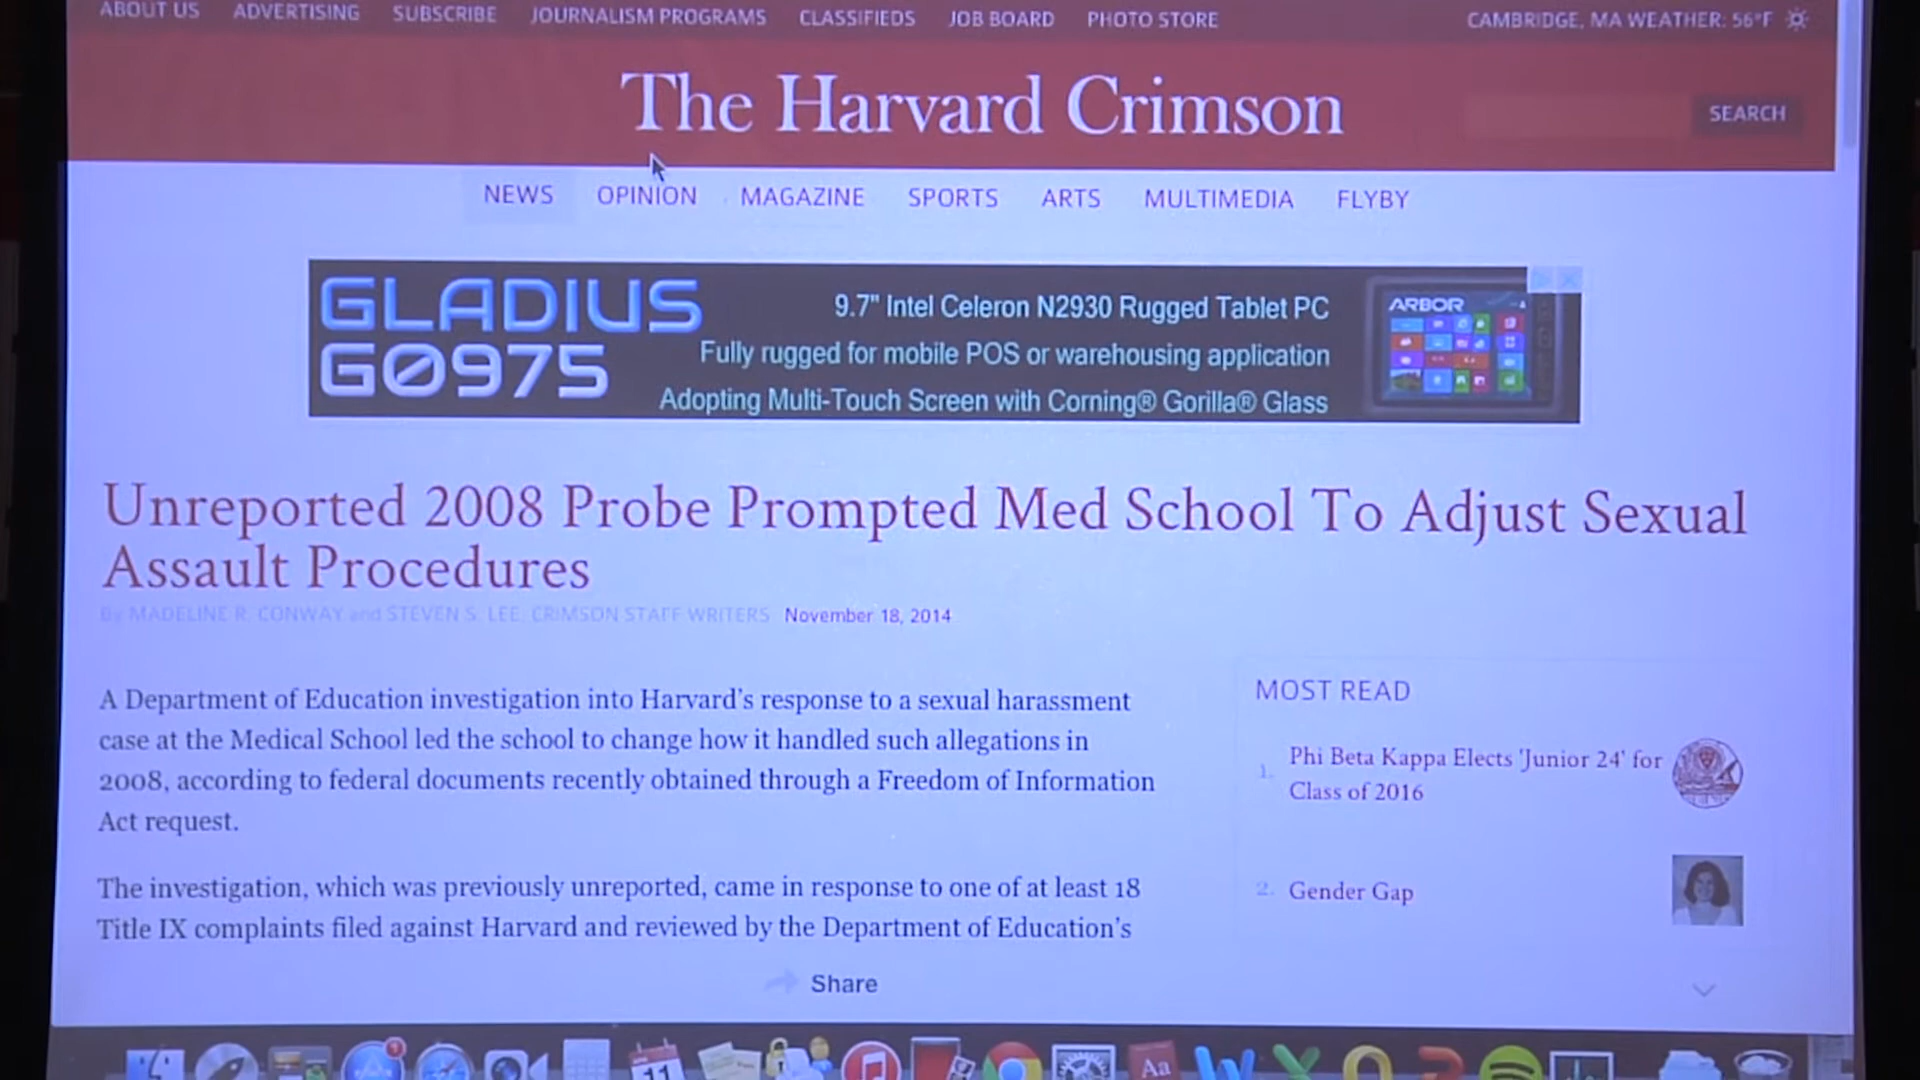 ABOUT US ADVERTISING SUBSCRIBE JOURNALISM PROGRAMS CLASSIFIEDS JOB BOARD PHOTO STORE CAMBRIDGE, MA WEATHER: 56°F
The Harvard Crimson
SEARCH
NEWS OPINION MAGAZINE SPORTS ARTS MULTIMEDIA FLYBY
GLADIUS
G0975
9.7" Intel Celeron N2930 Rugged Tablet PC
Fully rugged for mobile POS or warehousing application
Adopting Multi-Touch Screen with Corning® Gorilla® Glass
ARBOR
Unreported 2008 Probe Prompted Med School To Adjust Sexual
Assault Procedures
By MADELINE R. CONWAY and STEVEN S. LEE, CRIMSON STAFF WRITERS November 18, 2014
A Department of Education investigation into Harvard's response to a sexual harassment
case at the Medical School led the school to change how it handled such allegations in
2008, according to federal documents recently obtained through a Freedom of Information
Act request.
The investigation, which was previously unreported, came in response to one of at least 18
Title IX complaints filed against Harvard and reviewed by the Department of Education's
MOST READ
1. Phi Beta Kappa Elects 'Junior 24' for
Class of 2016
2. Gender Gap
Share
1
11
Aa